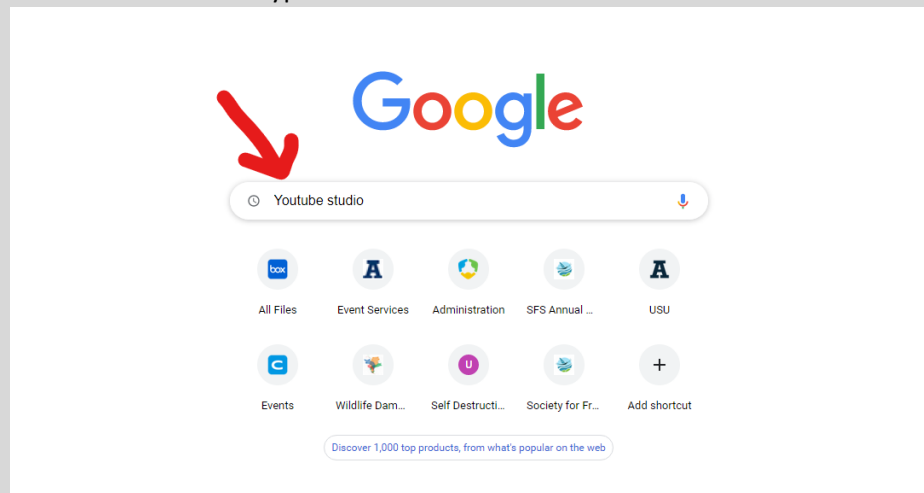 Google
Youtube studio
box
A
A
All Files
Event Services
Administration
SFS Annual ...
USU
C
U
Events
Wildlife Dam...
Self Destructi...
Society for Fr...
Add shortcut
Discover 1,000 top products, from what's popular on the web